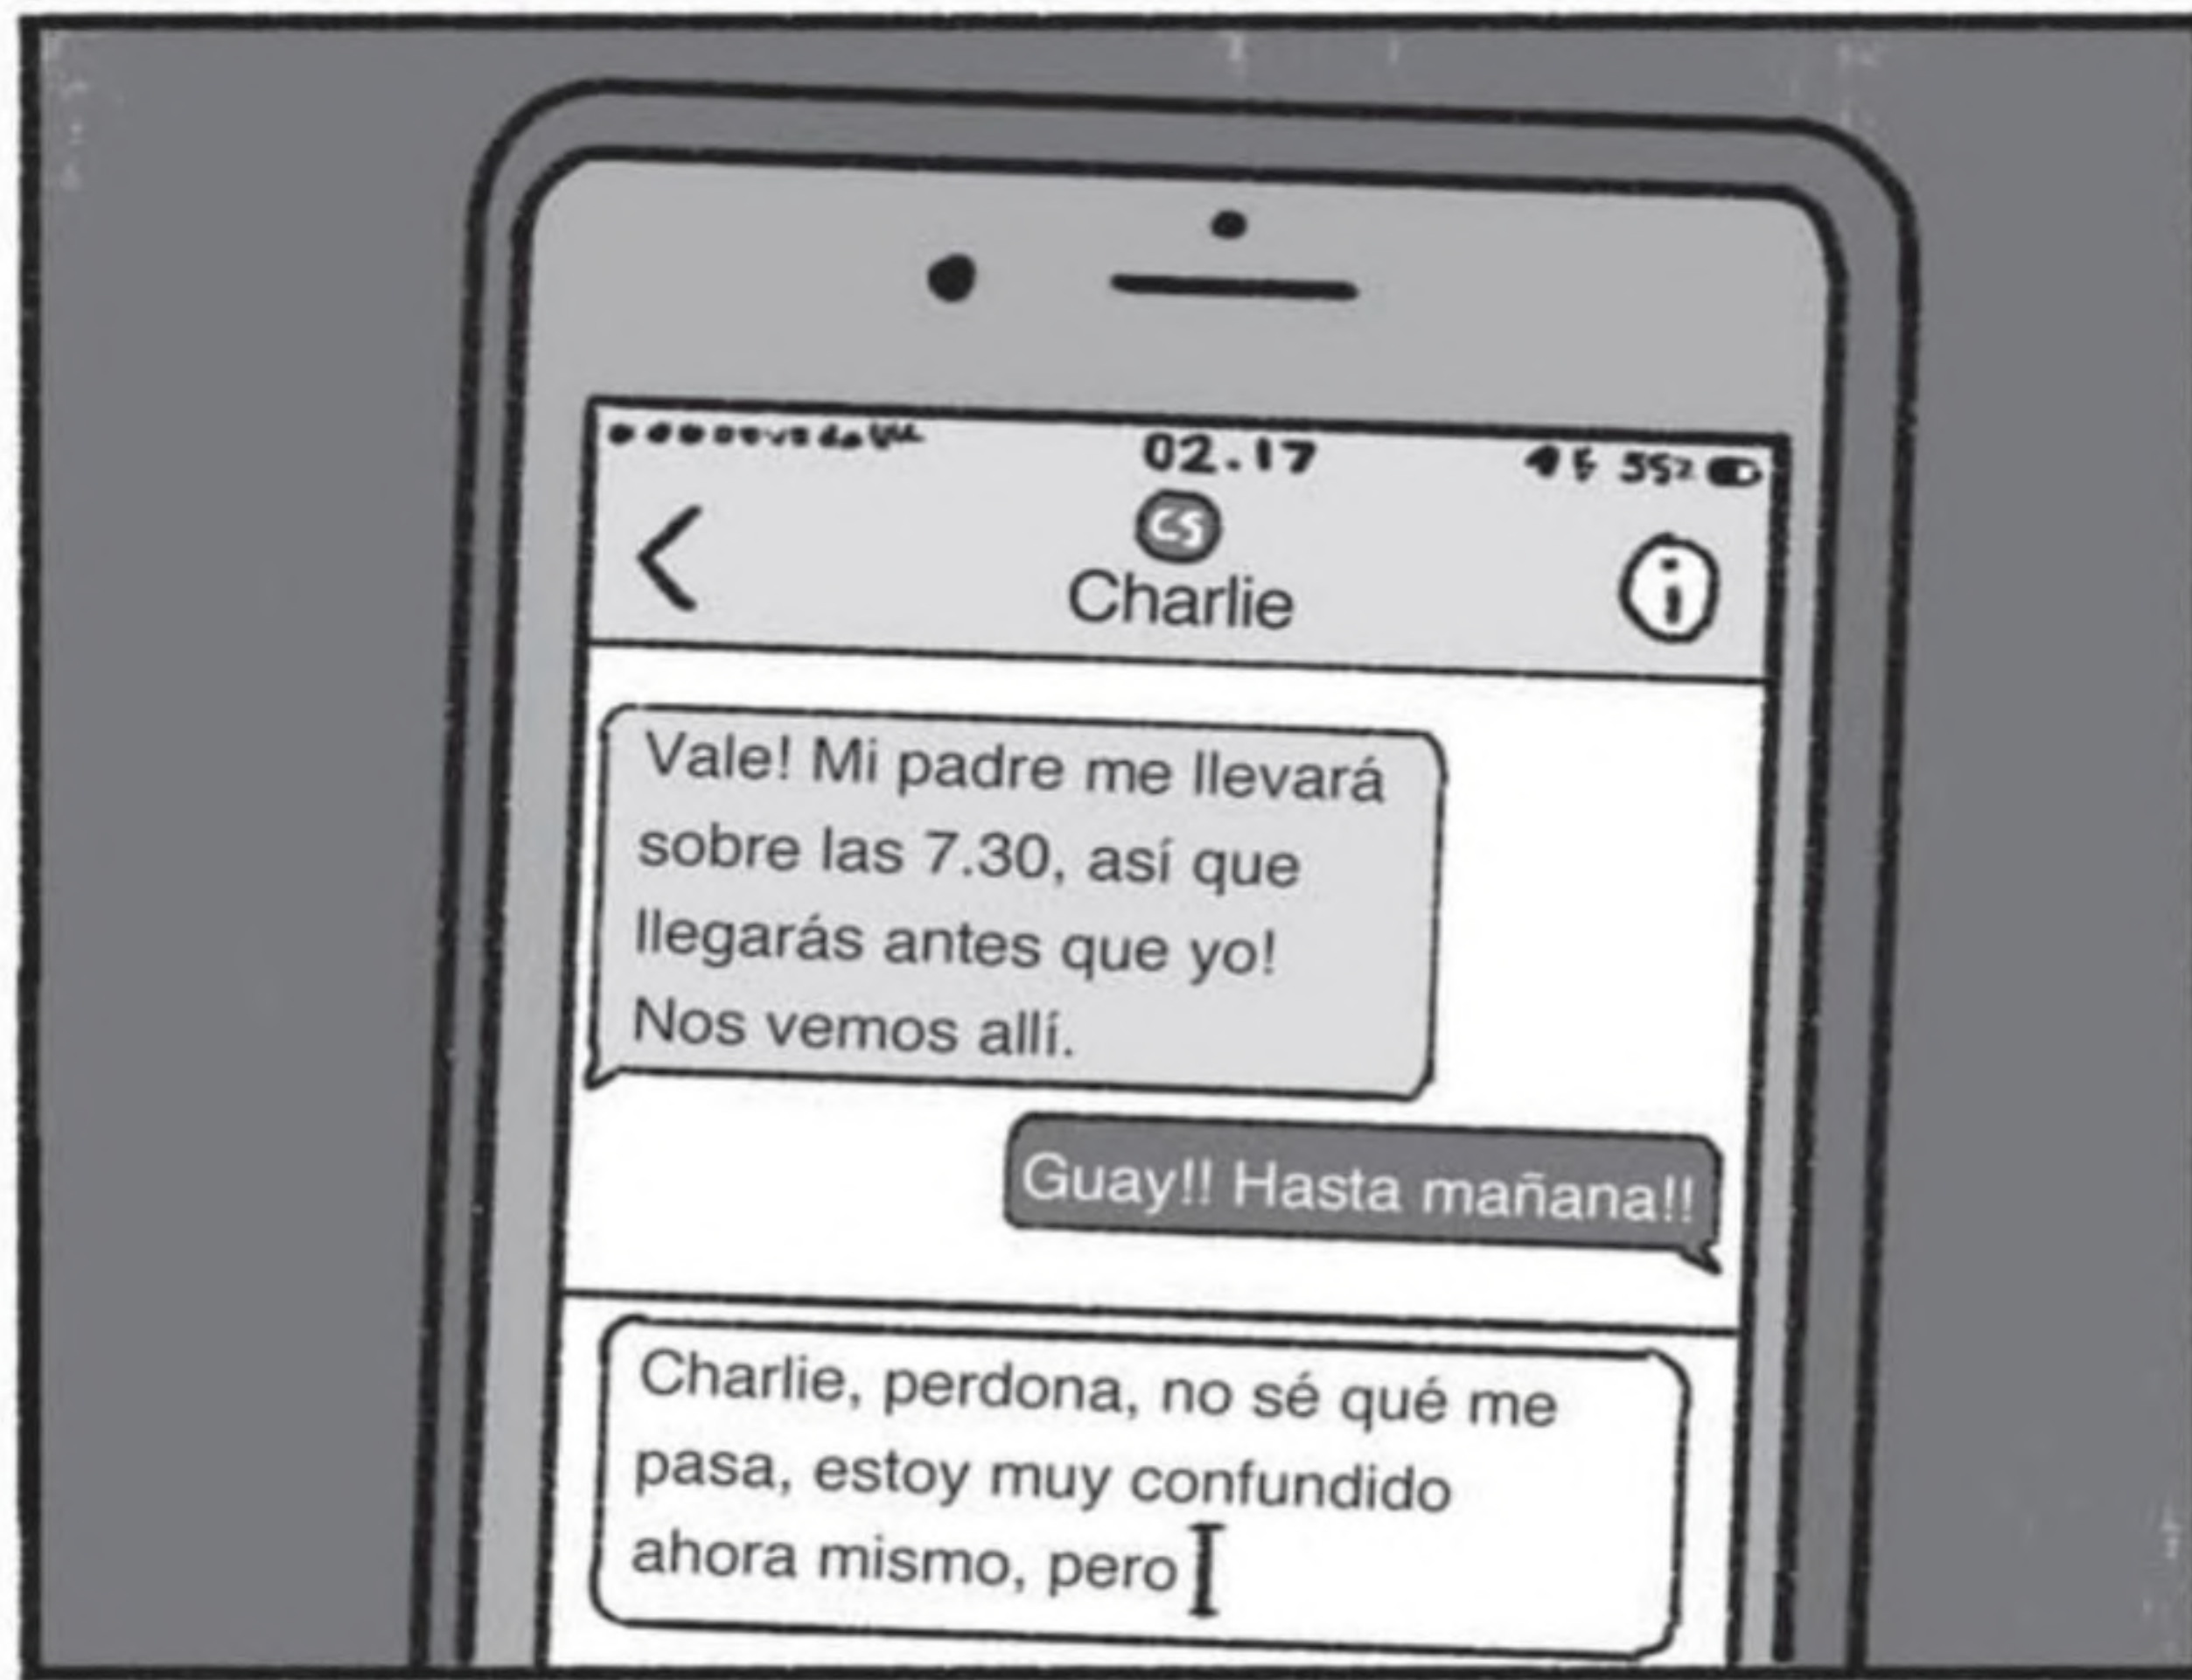 02.17
CS
Charlie
Vale! Mi padre me llevará
sobre las 7.30, así que
llegarás antes que yo!
Nos vemos allí.
Guay!! Hasta mañana!!
Charlie, perdona, no sé qué me
pasa, estoy muy confundido
ahora mismo, pero